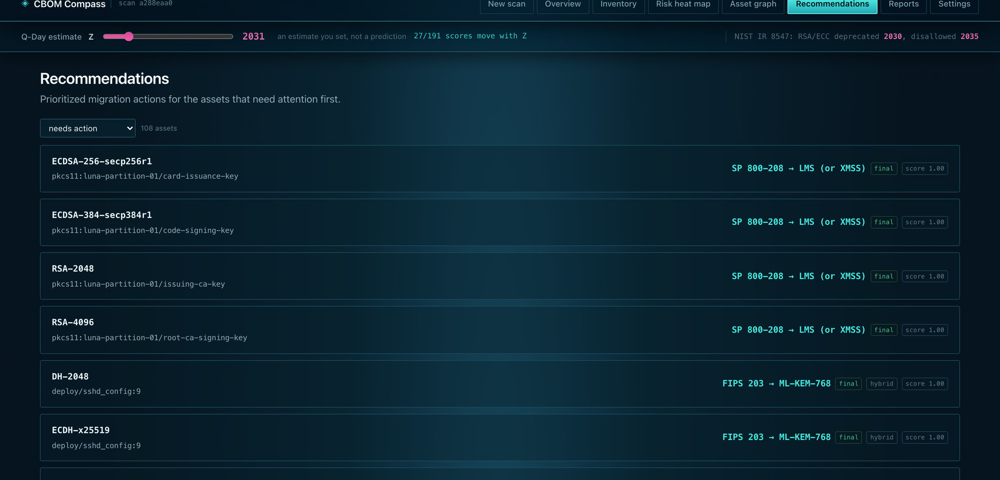 CBOM Compass scan a288eaa0 New scan Overview Inventory Risk heat map Asset graph Recommendations Reports Settings
Q-Day estimate Z 2031 an estimate you set, not a prediction 27/191 scores move with Z NIST IR 8547: RSA/ECC deprecated 2030, disallowed 2035
Recommendations
Prioritized migration actions for the assets that need attention first.
needs action 108 assets
ECDSA-256-secp256r1
pkcs11:luna-partition-01/card-issuance-key
SP 800-208 → LMS (or XMSS) final score 1.00
ECDSA-384-secp384r1
pkcs11:luna-partition-01/code-signing-key
SP 800-208 → LMS (or XMSS) final score 1.00
RSA-2048
pkcs11:luna-partition-01/issuing-ca-key
SP 800-208 → LMS (or XMSS) final score 1.00
RSA-4096
pkcs11:luna-partition-01/root-ca-signing-key
SP 800-208 → LMS (or XMSS) final score 1.00
DH-2048
deploy/sshd_config:9
FIPS 203 → ML-KEM-768 final hybrid score 1.00
ECDH-x25519
deploy/sshd_config:9
FIPS 203 → ML-KEM-768 final hybrid score 1.00